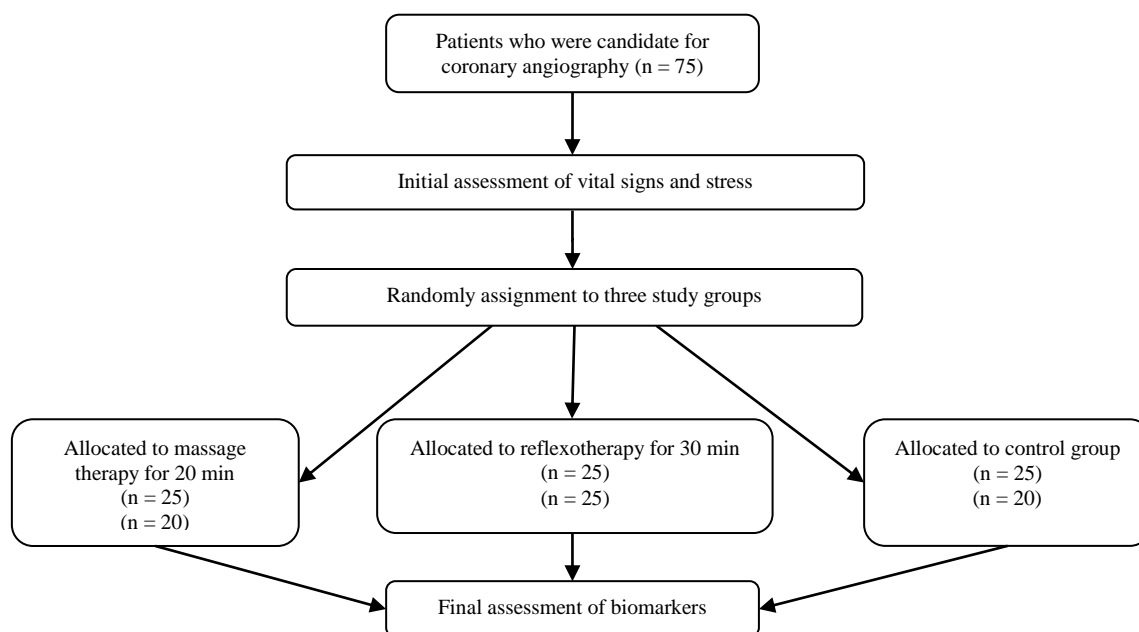 Patients who were candidate for
coronary angiography (n = 75)
Initial assessment of vital signs and stress
Randomly assignment to three study groups
Allocated to massage
therapy for 20 min
(n = 25)
(n = 20)
Allocated to reflexotherapy for 30 min
(n = 25)
(n = 25)
Allocated to control group
(n = 25)
(n = 20)
Final assessment of biomarkers